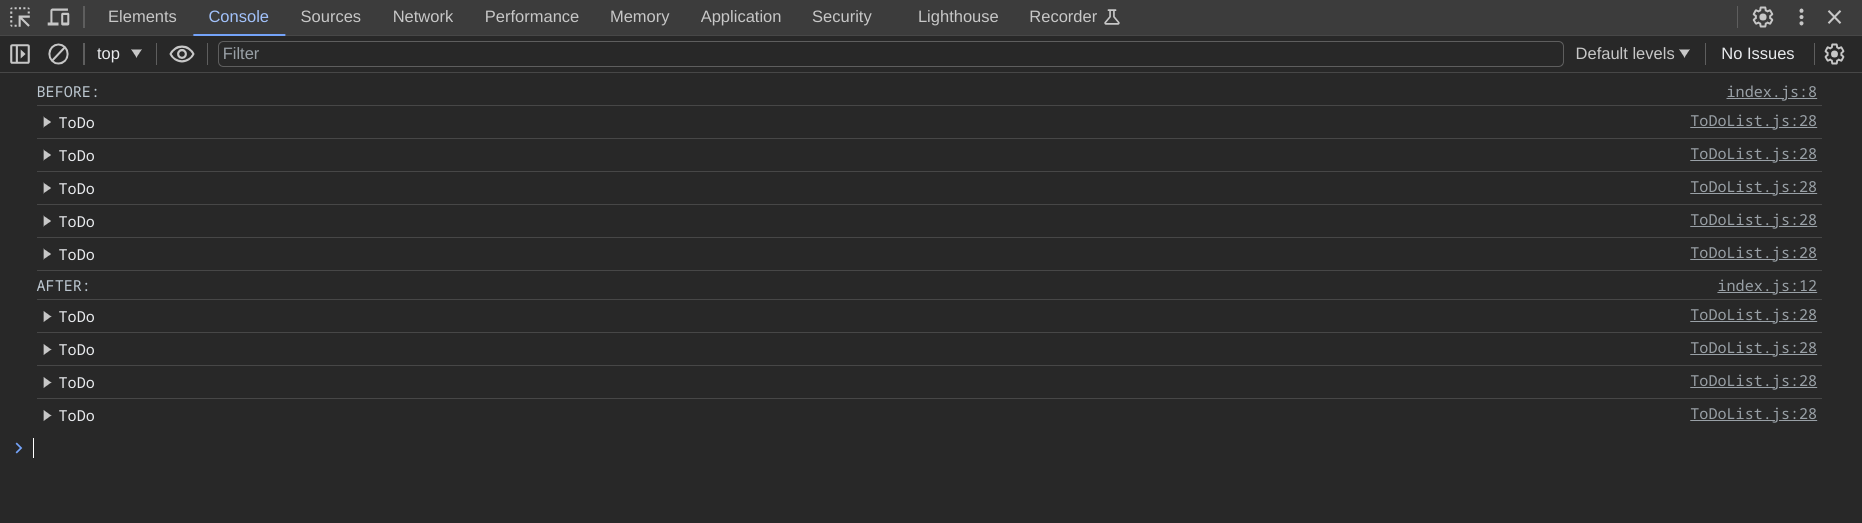 Elements Console Sources Network Performance Memory Application Security Lighthouse Recorder
top Filter Default levels No Issues
BEFORE: index.js:8
ToDo ToDoList.js:28
ToDo ToDoList.js:28
ToDo ToDoList.js:28
ToDo ToDoList.js:28
ToDo ToDoList.js:28
AFTER: index.js:12
ToDo ToDoList.js:28
ToDo ToDoList.js:28
ToDo ToDoList.js:28
ToDo ToDoList.js:28